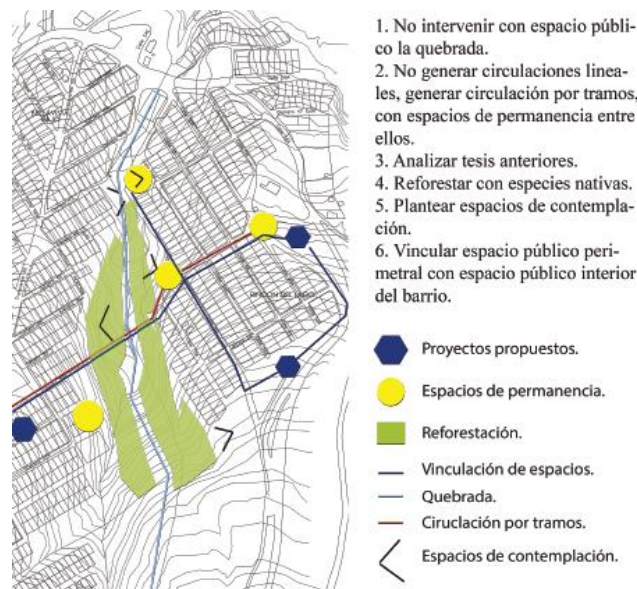 1. No intervenir con espacio públi-
co la quebrada.
2. No generar circulaciones linea-
les, generar circulación por tramos,
con espacios de permanencia entre
ellos.
3. Analizar tesis anteriores.
4. Reforestar con especies nativas.
5. Plantear espacios de contempla-
ción.
6. Vincular espacio público peri-
metral con espacio público interior
del barrio.
Proyectos propuestos.
Espacios de permanencia.
Reforestación.
Vinculación de espacios.
Quebrada.
Ciruclación por tramos.
Espacios de contemplación.